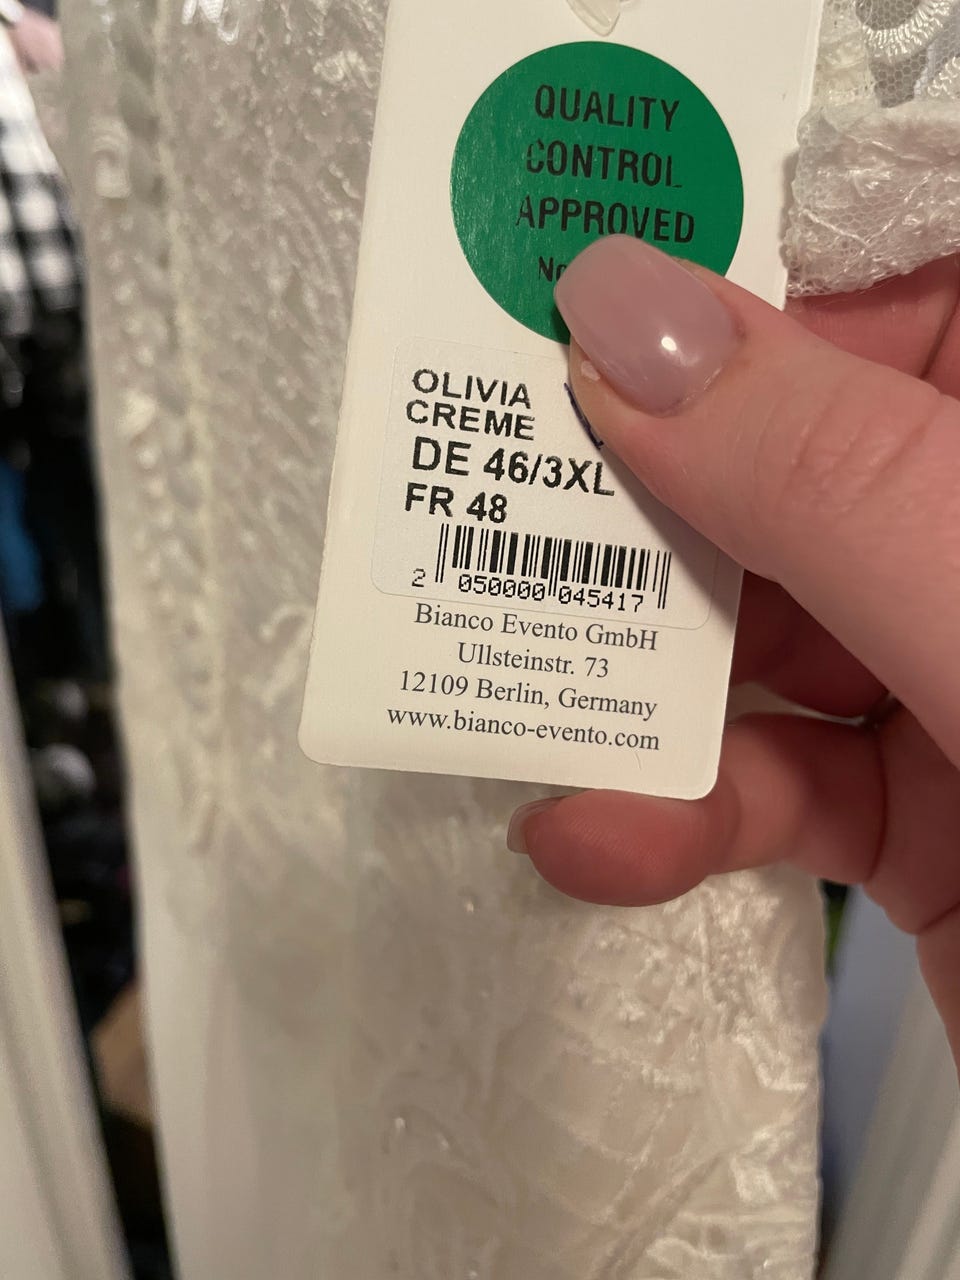 QUALITY
CONTROL
APPROVED
OLIVIA
CREME
DE 46/3XL
FR 48
2 050000 045417
Bianco Evento GmbH
Ullsteinstr. 73
12109 Berlin, Germany
www.bianco-evento.com